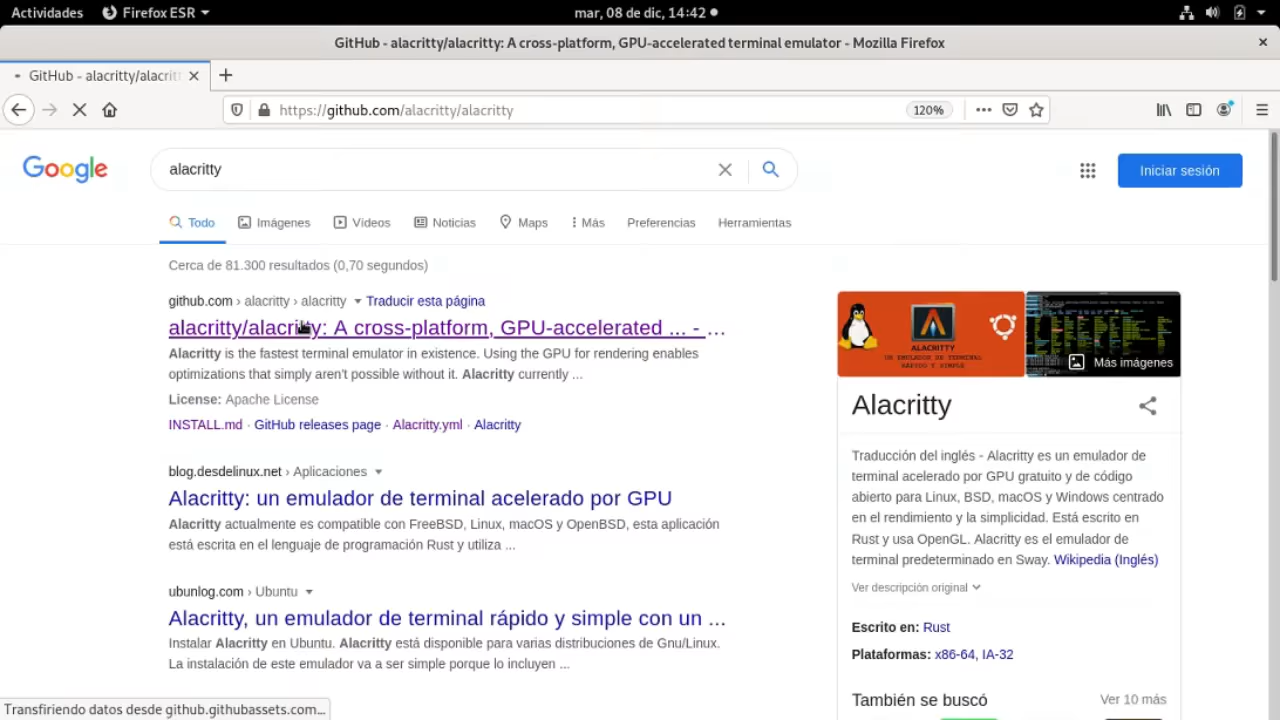 Actividades Firefox ESR mar, 08 de dic, 14:42
GitHub - alacritty/alacritty: A cross-platform, GPU-accelerated terminal emulator - Mozilla Firefox
GitHub - alacritty/alacrit
https://github.com/alacritty/alacritty 120%
Google alacritty Iniciar sesión
Todo Imágenes Vídeos Noticias Maps Más Preferencias Herramientas
Cerca de 81.300 resultados (0,70 segundos)
github.com › alacritty › alacritty Traducir esta página
alacritty/alacritty: A cross-platform, GPU-accelerated ... - ...
Alacritty is the fastest terminal emulator in existence. Using the GPU for rendering enables
optimizations that simply aren't possible without it. Alacritty currently ...
License: Apache License
INSTALL.md · GitHub releases page · Alacritty.yml · Alacritty
blog.desdelinux.net › Aplicaciones
Alacritty: un emulador de terminal acelerado por GPU
Alacritty actualmente es compatible con FreeBSD, Linux, macOS y OpenBSD, esta aplicación
está escrita en el lenguaje de programación Rust y utiliza ...
ubunlog.com › Ubuntu
Alacritty, un emulador de terminal rápido y simple con un ...
Instalar Alacritty en Ubuntu. Alacritty está disponible para varias distribuciones de Gnu/Linux.
La instalación de este emulador va a ser simple porque lo incluyen ...
ALACRITTY
UN EMULADOR DE TERMINAL
RÁPIDO Y SIMPLE
Más imágenes
Alacritty
Traducción del inglés - Alacritty es un emulador de
terminal acelerado por GPU gratuito y de código
abierto para Linux, BSD, macOS y Windows centrado
en el rendimiento y la simplicidad. Está escrito en
Rust y usa OpenGL. Alacritty es el emulador de
terminal predeterminado en Sway. Wikipedia (Inglés)
Ver descripción original
Escrito en: Rust
Plataformas: x86-64, IA-32
También se buscó Ver 10 más
Transfiriendo datos desde github.githubassets.com...